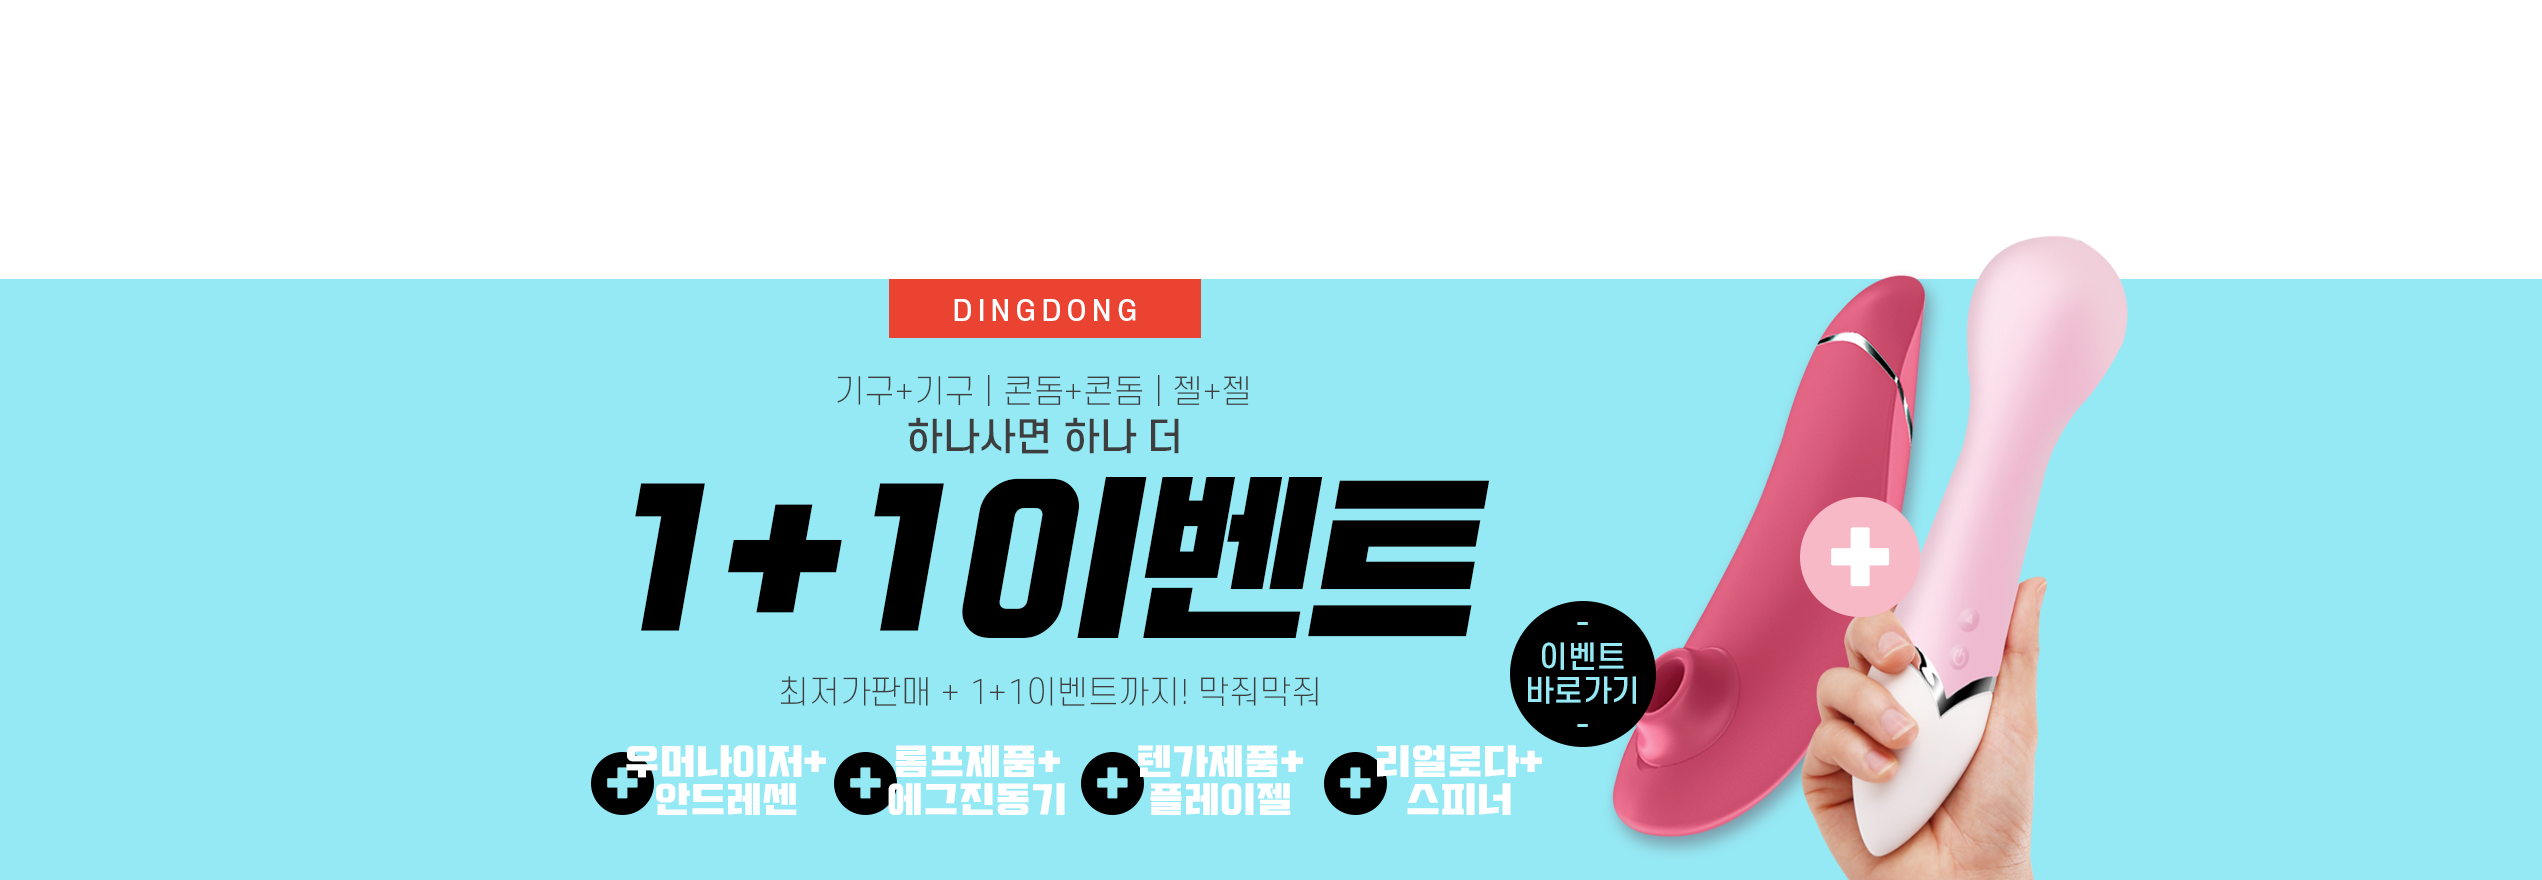 DINGDONG
기구+기구 | 콘돔+콘돔 | 젤+젤
하나사면 하나 더
1+1이벤트
최저가판매 + 1+1이벤트까지! 막줘막줘
이벤트
바로가기
우머나이저+
안드레센
롬프제품+
에그진동기
텐가제품+
플레이젤
리얼로다+
스피너